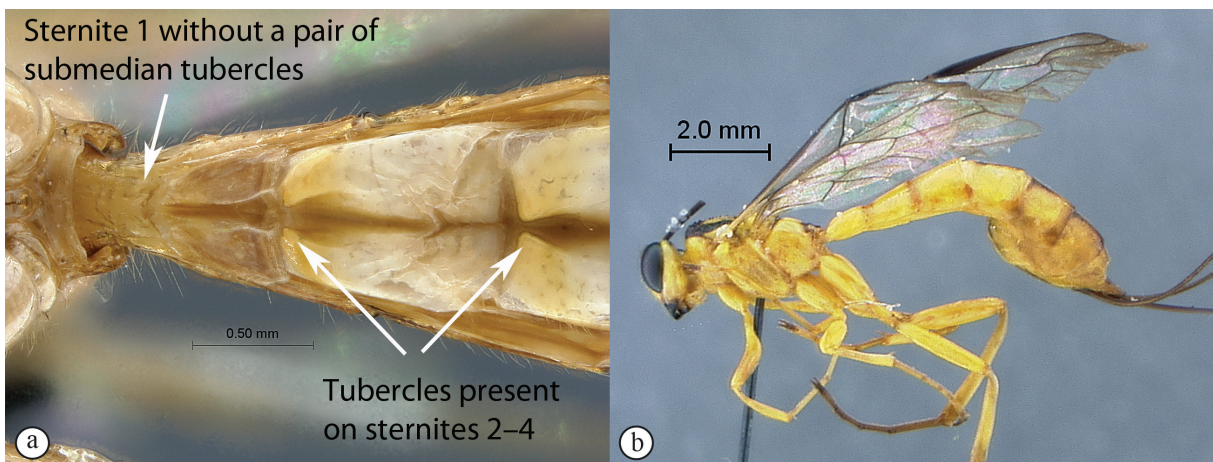 Sternite 1 without a pair of
submedian tubercles
0.50 mm
Tubercles present
on sternites 2–4
a
2.0 mm
b